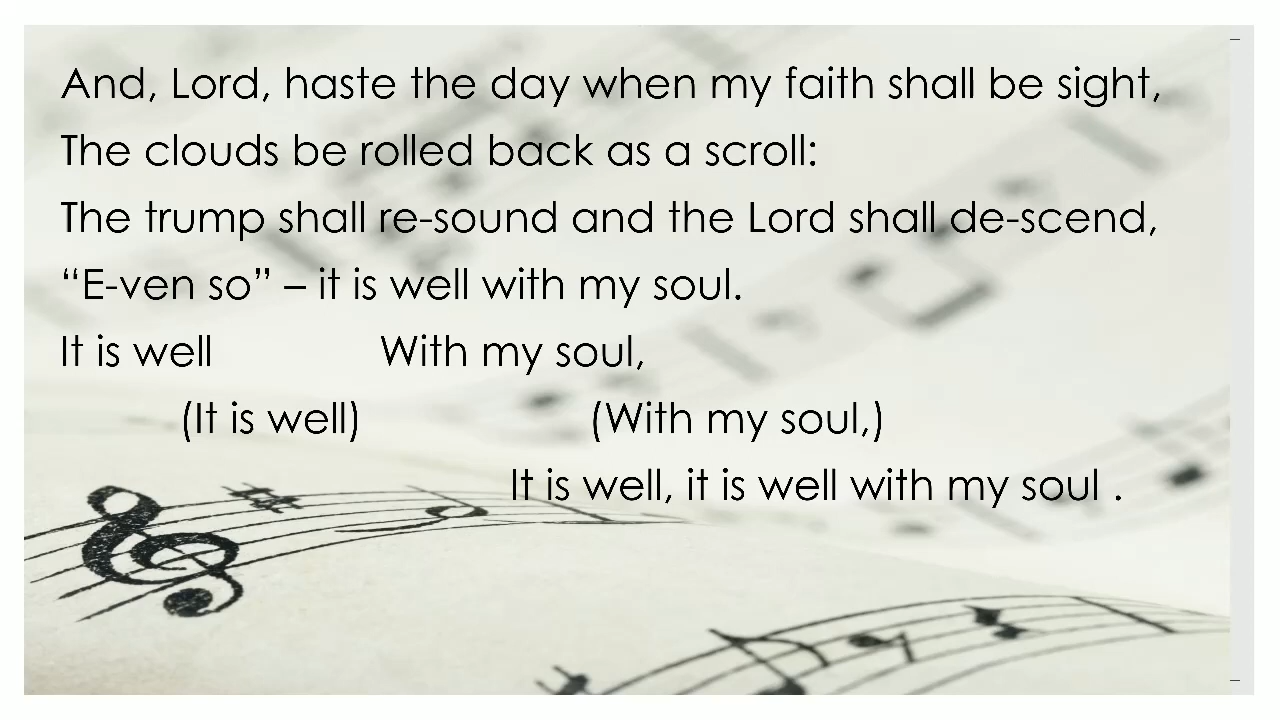 And, Lord, haste the day when my faith shall be sight,
The clouds be rolled back as a scroll:
The trump shall re-sound and the Lord shall de-scend,
“E-ven so” – it is well with my soul.
It is well With my soul,
(It is well) (With my soul,)
It is well, it is well with my soul .